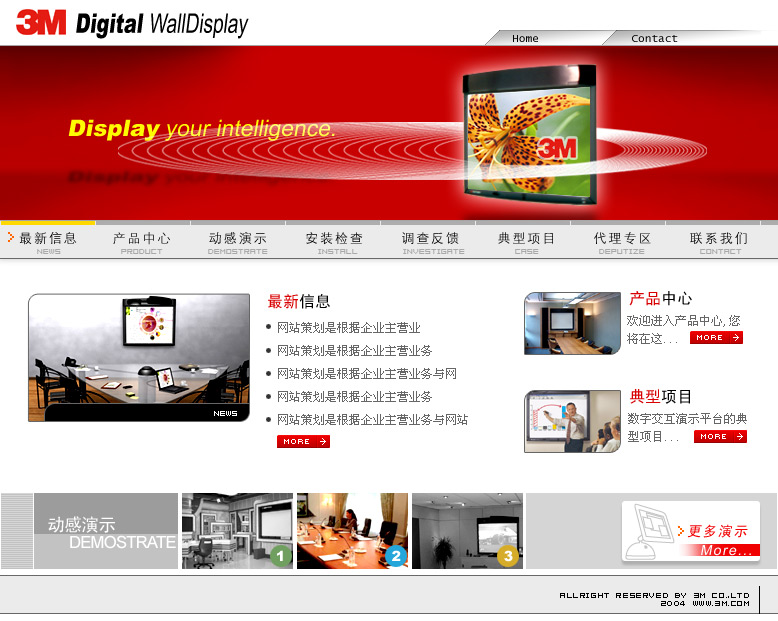 3M Digital WallDisplay
Home
Contact
Display your intelligence.
3M
最新信息
产品中心
动感演示
安装检查
调查反馈
典型项目
代理专区
联系我们
NEWS
PRODUCT
DEMOSTRATE
INSTALL
INVESTIGATE
CASE
DEPUTIZE
CONTACT
最新信息
网站策划是根据企业主营业
网站策划是根据企业主营业务
网站策划是根据企业主营业务与网
网站策划是根据企业主营业务
网站策划是根据企业主营业务与网站
MORE
NEWS
产品中心
欢迎进入产品中心,您
将在这...
MORE
典型项目
数字交互演示平台的典
型项目...
MORE
动感演示
DEMOSTRATE
1
2
3
更多演示
More...
ALLRIGHT RESERVED BY 3M CO.,LTD
2004 WWW.3M.COM